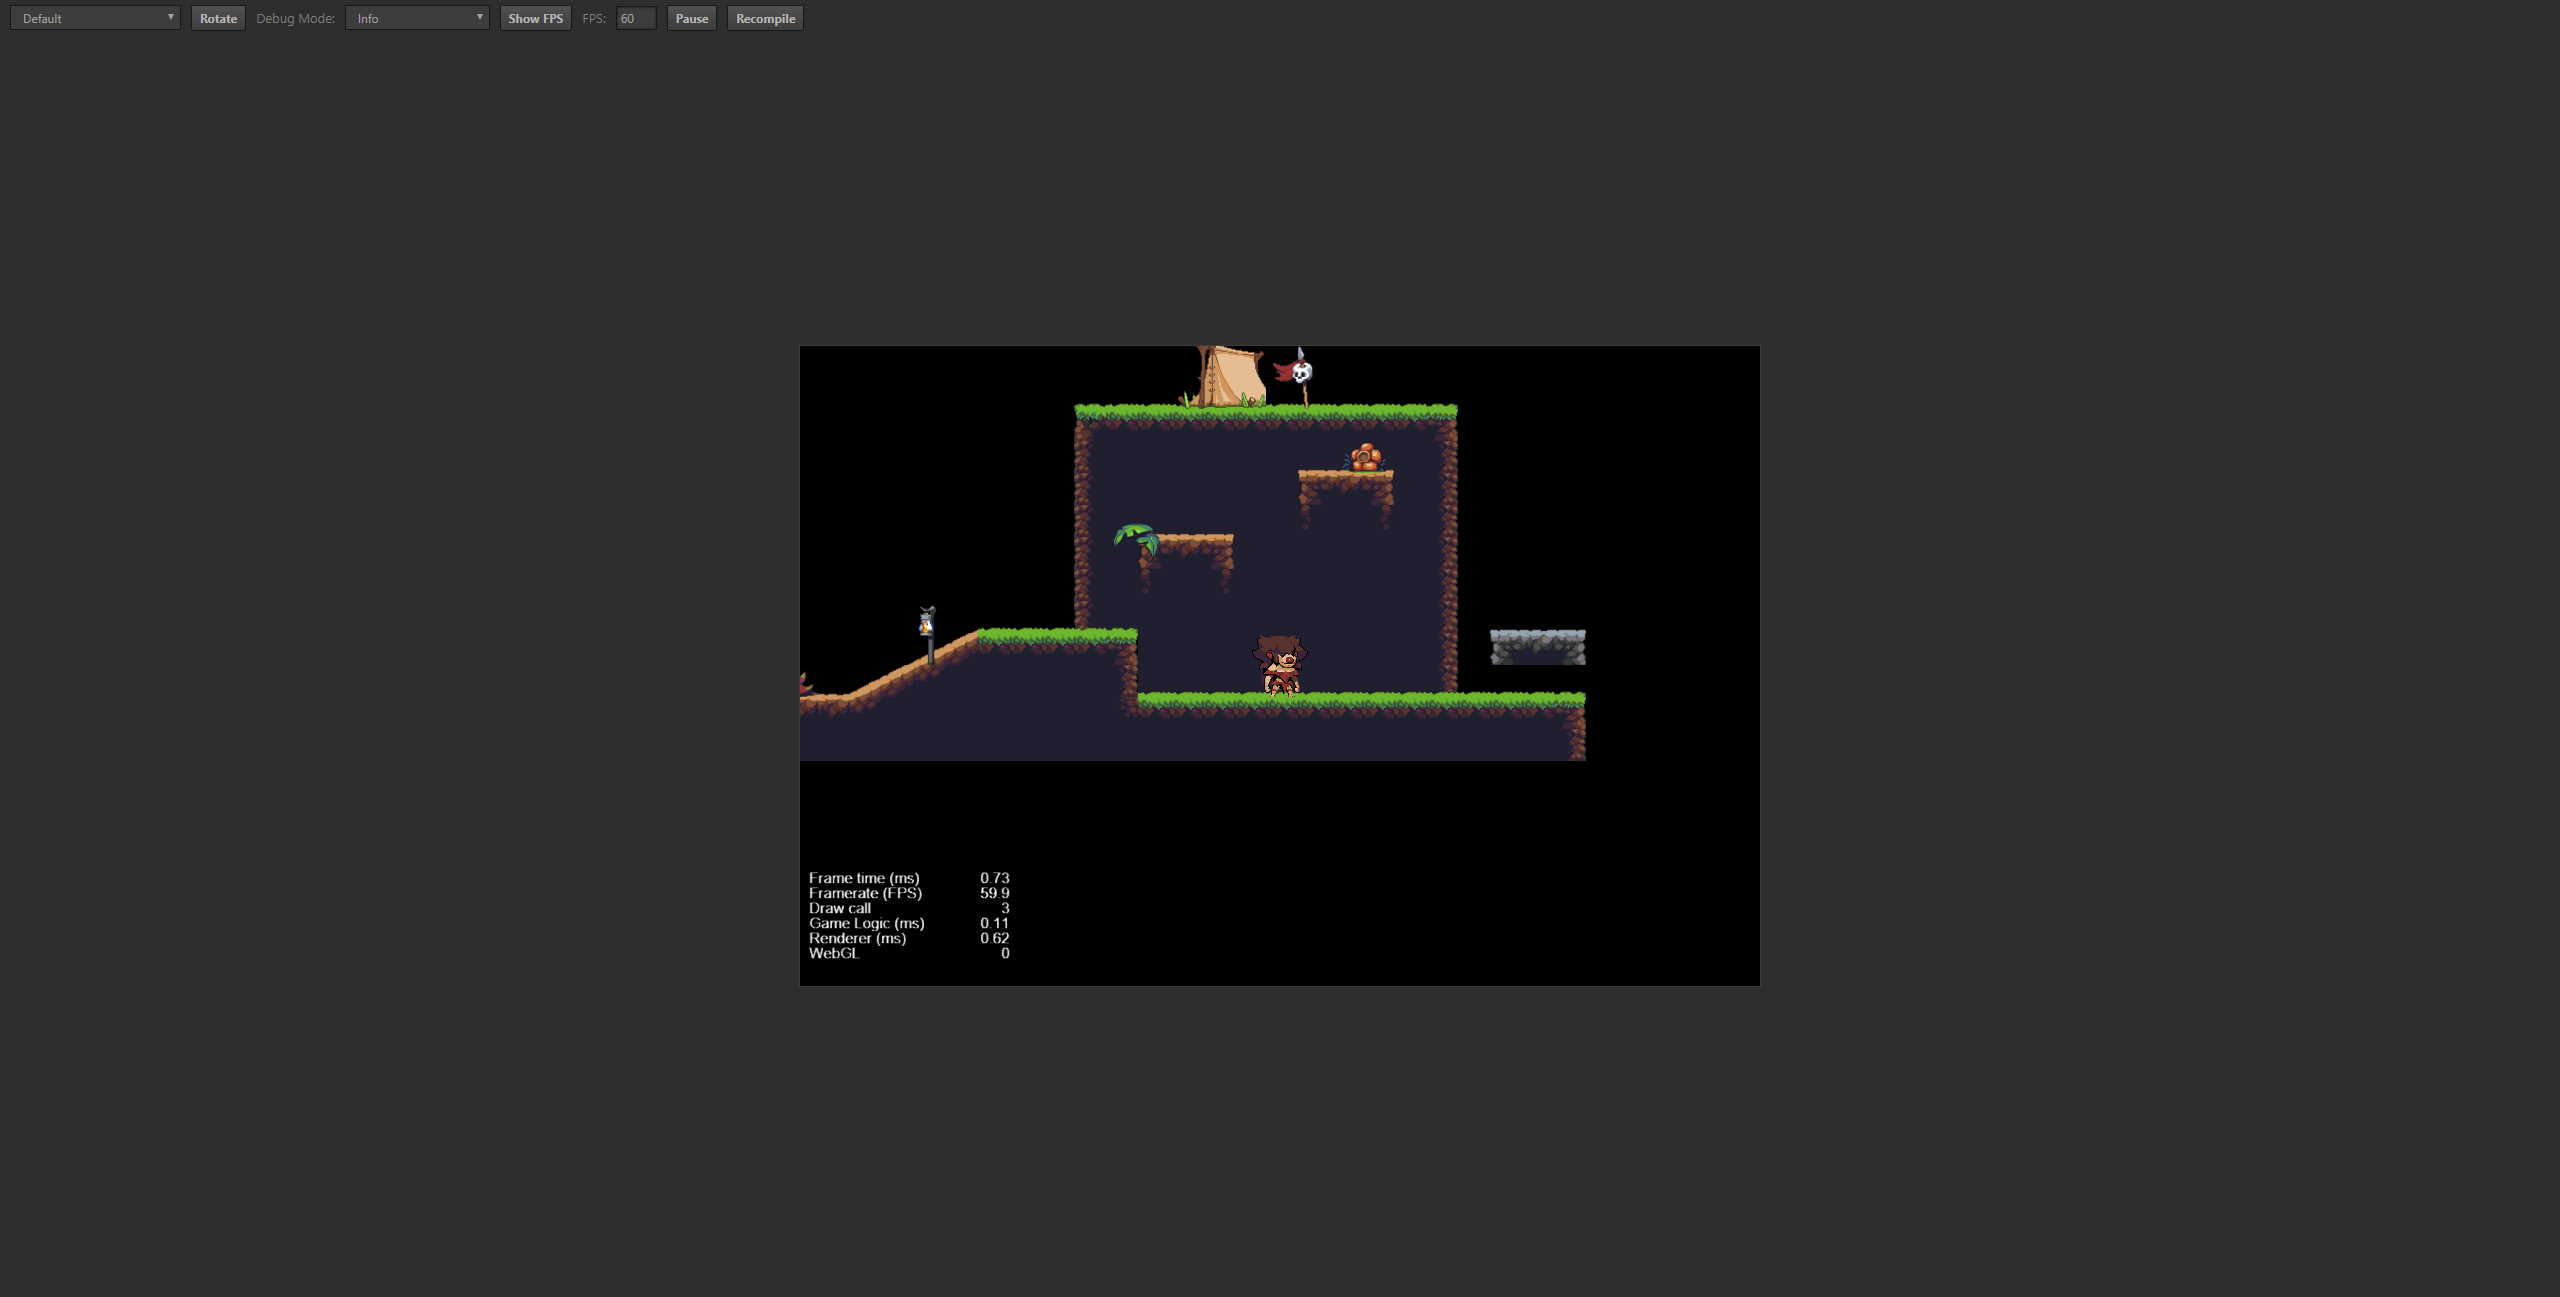 Default Rotate Debug Mode: Info Show FPS FPS: 60 Pause Recompile
Frame time (ms) 0.73
Framerate (FPS) 59.9
Draw call 3
Game Logic (ms) 0.11
Renderer (ms) 0.62
WebGL 0